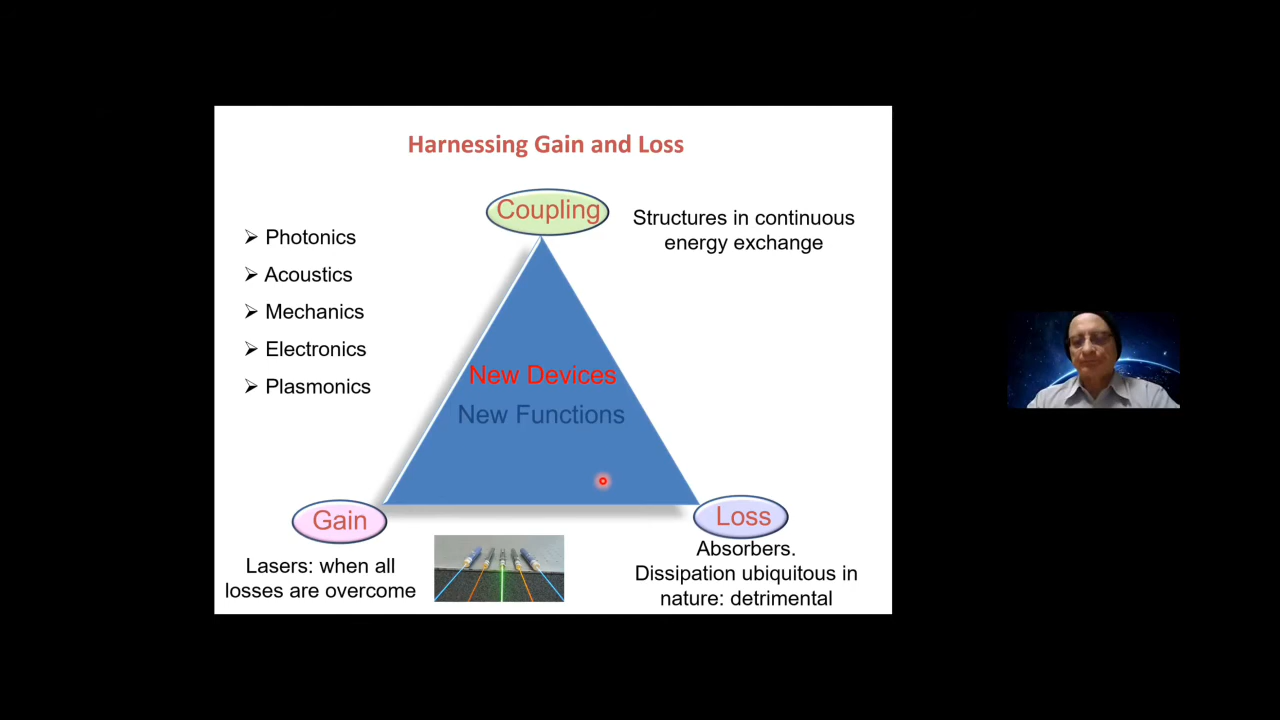 Harnessing Gain and Loss
Coupling
Structures in continuous
energy exchange
➢ Photonics
➢ Acoustics
➢ Mechanics
➢ Electronics
➢ Plasmonics
New Devices
New Functions
Gain
Lasers: when all
losses are overcome
Loss
Absorbers.
Dissipation ubiquitous in
nature: detrimental